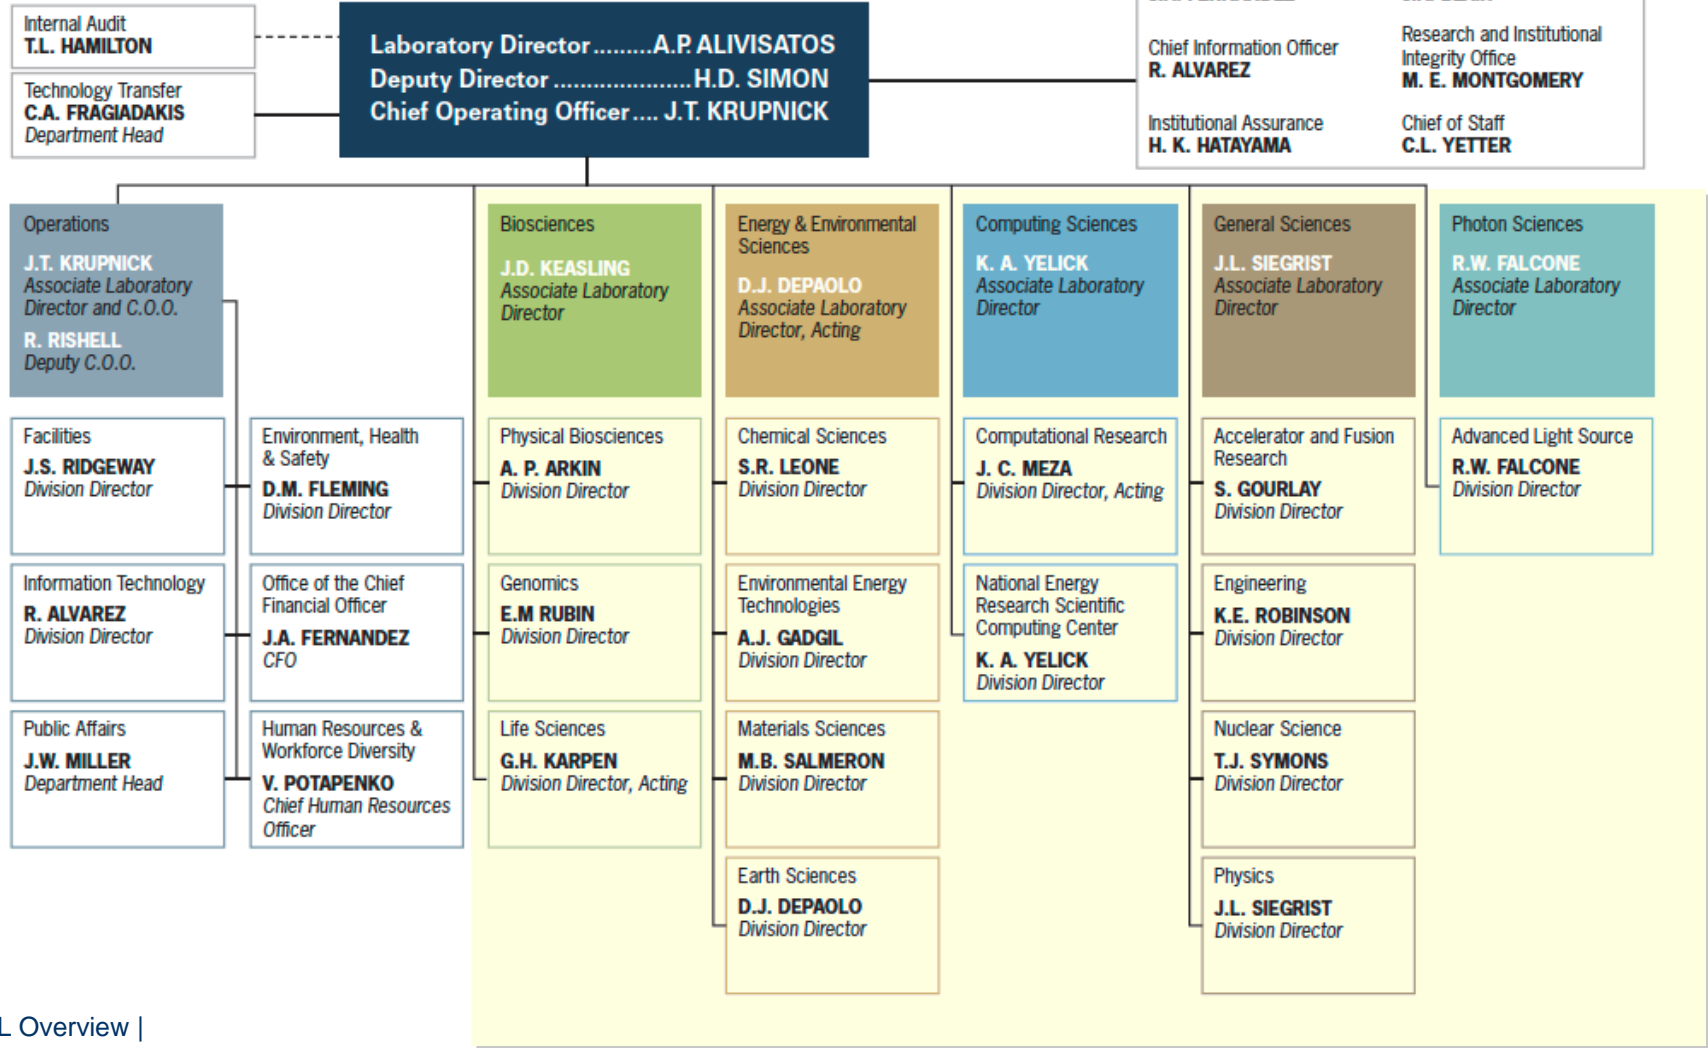 Internal Audit
T.L. HAMILTON
Technology Transfer
C.A. FRAGIADAKIS
Department Head
Laboratory Director.........A.P. ALIVISATOS
Deputy Director.....................H.D. SIMON
Chief Operating Officer.... J.T. KRUPNICK
Chief Information Officer
R. ALVAREZ
Research and Institutional
Integrity Office
M. E. MONTGOMERY
Institutional Assurance
H. K. HATAYAMA
Chief of Staff
C.L. YETTER
Operations
J.T. KRUPNICK
Associate Laboratory
Director and C.O.O.
R. RISHELL
Deputy C.O.O.
Biosciences
J.D. KEASLING
Associate Laboratory
Director
Energy & Environmental
Sciences
D.J. DEPAOLO
Associate Laboratory
Director, Acting
Computing Sciences
K. A. YELICK
Associate Laboratory
Director
General Sciences
J.L. SIEGRIST
Associate Laboratory
Director
Photon Sciences
R.W. FALCONE
Associate Laboratory
Director
Facilities
J.S. RIDGEWAY
Division Director
Environment, Health
& Safety
D.M. FLEMING
Division Director
Physical Biosciences
A. P. ARKIN
Division Director
Chemical Sciences
S.R. LEONE
Division Director
Computational Research
J. C. MEZA
Division Director, Acting
Accelerator and Fusion
Research
S. GOURLAY
Division Director
Advanced Light Source
R.W. FALCONE
Division Director
Information Technology
R. ALVAREZ
Division Director
Office of the Chief
Financial Officer
J.A. FERNANDEZ
CFO
Genomics
E.M RUBIN
Division Director
Environmental Energy
Technologies
A.J. GADGIL
Division Director
National Energy
Research Scientific
Computing Center
K. A. YELICK
Division Director
Engineering
K.E. ROBINSON
Division Director
Public Affairs
J.W. MILLER
Department Head
Human Resources &
Workforce Diversity
V. POTAPENKO
Chief Human Resources
Officer
Life Sciences
G.H. KARPEN
Division Director, Acting
Materials Sciences
M.B. SALMERON
Division Director
Nuclear Science
T.J. SYMONS
Division Director
Earth Sciences
D.J. DEPAOLO
Division Director
Physics
J.L. SIEGRIST
Division Director
L Overview |